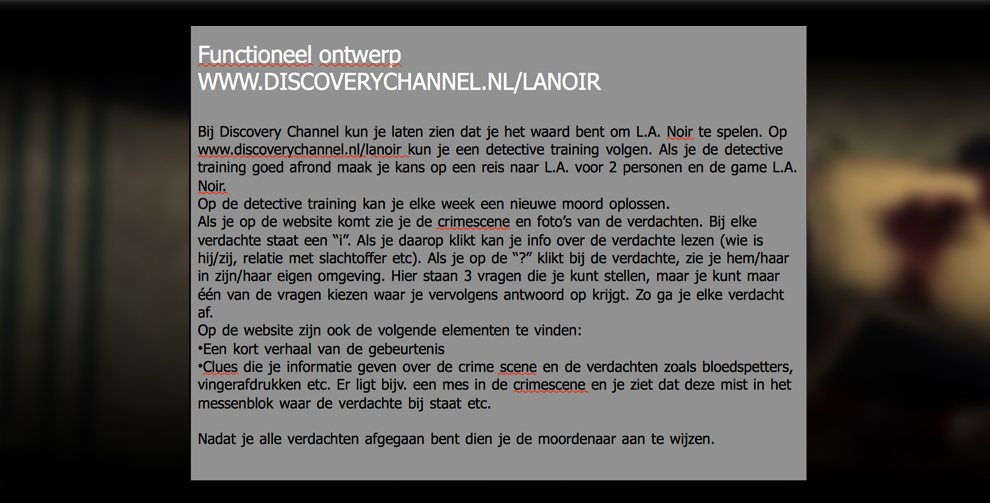 Functioneel ontwerp
WWW.DISCOVERYCHANNEL.NL/LANOIR
Bij Discovery Channel kun je laten zien dat je het waard bent om L.A. Noir te spelen. Op
www.discoverychannel.nl/lanoir kun je een detective training volgen. Als je de detective
training goed afrond maak je kans op een reis naar L.A. voor 2 personen en de game L.A.
Noir.
Op de detective training kan je elke week een nieuwe moord oplossen.
Als je op de website komt zie je de crimescene en foto's van de verdachten. Bij elke
verdachte staat een “i”. Als je daarop klikt kan je info over de verdachte lezen (wie is
hij/zij, relatie met slachtoffer etc). Als je op de “?” klikt bij de verdachte, zie je hem/haar
in zijn/haar eigen omgeving. Hier staan 3 vragen die je kunt stellen, maar je kunt maar
één van de vragen kiezen waar je vervolgens antwoord op krijgt. Zo ga je elke verdacht
af.
Op de website zijn ook de volgende elementen te vinden:
•Een kort verhaal van de gebeurtenis
•Clues die je informatie geven over de crime scene en de verdachten zoals bloedspetters,
vingerafdrukken etc. Er ligt bijv. een mes in de crimescene en je ziet dat deze mist in het
messenblok waar de verdachte bij staat etc.
Nadat je alle verdachten afgegaan bent dien je de moordenaar aan te wijzen.